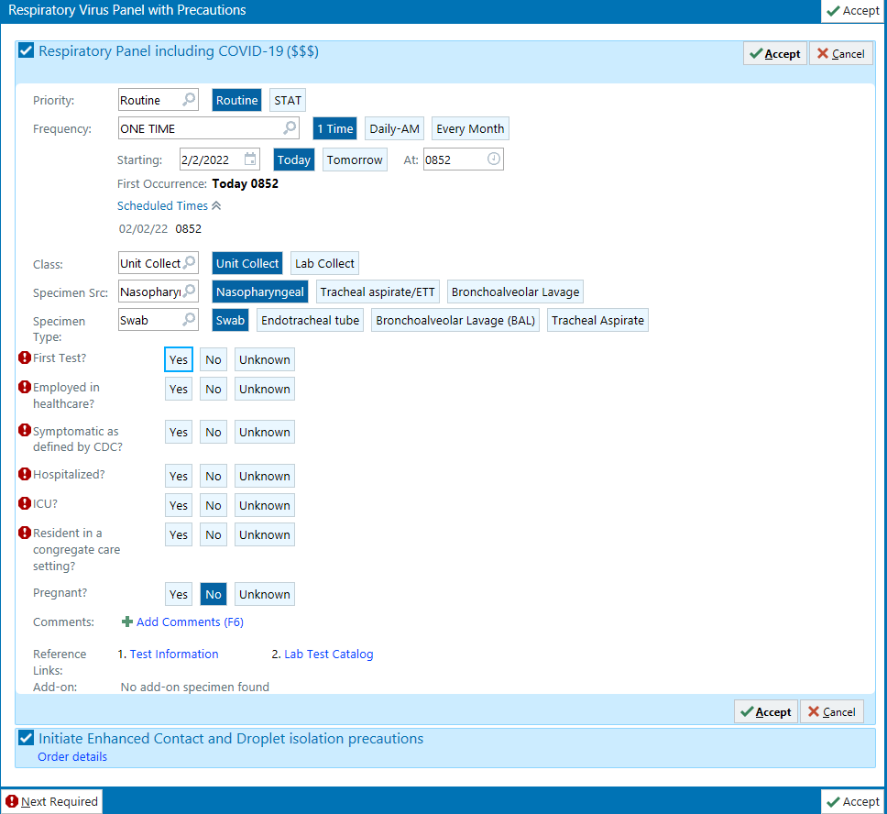 Respiratory Virus Panel with Precautions
Accept
Respiratory Panel including COVID-19 ($$$)
Accept Cancel
Priority: Routine Routine STAT
Frequency: ONE TIME 1 Time Daily-AM Every Month
Starting: 2/2/2022 Today Tomorrow At: 0852
First Occurrence: Today 0852
Scheduled Times
02/02/22 0852
Class: Unit Collect Unit Collect Lab Collect
Specimen Src: Nasophary Nasopharyngeal Tracheal aspirate/ETT Bronchoalveolar Lavage
Specimen Swab Swab Endotracheal tube Bronchoalveolar Lavage (BAL) Tracheal Aspirate
Type:
First Test? Yes No Unknown
Employed in Yes No Unknown
healthcare?
Symptomatic as Yes No Unknown
defined by CDC?
Hospitalized? Yes No Unknown
ICU? Yes No Unknown
Resident in a Yes No Unknown
congregate care
setting?
Pregnant? Yes No Unknown
Comments: Add Comments (F6)
Reference 1. Test Information 2. Lab Test Catalog
Links:
Add-on: No add-on specimen found
Accept Cancel
Initiate Enhanced Contact and Droplet isolation precautions
Order details
Next Required Accept